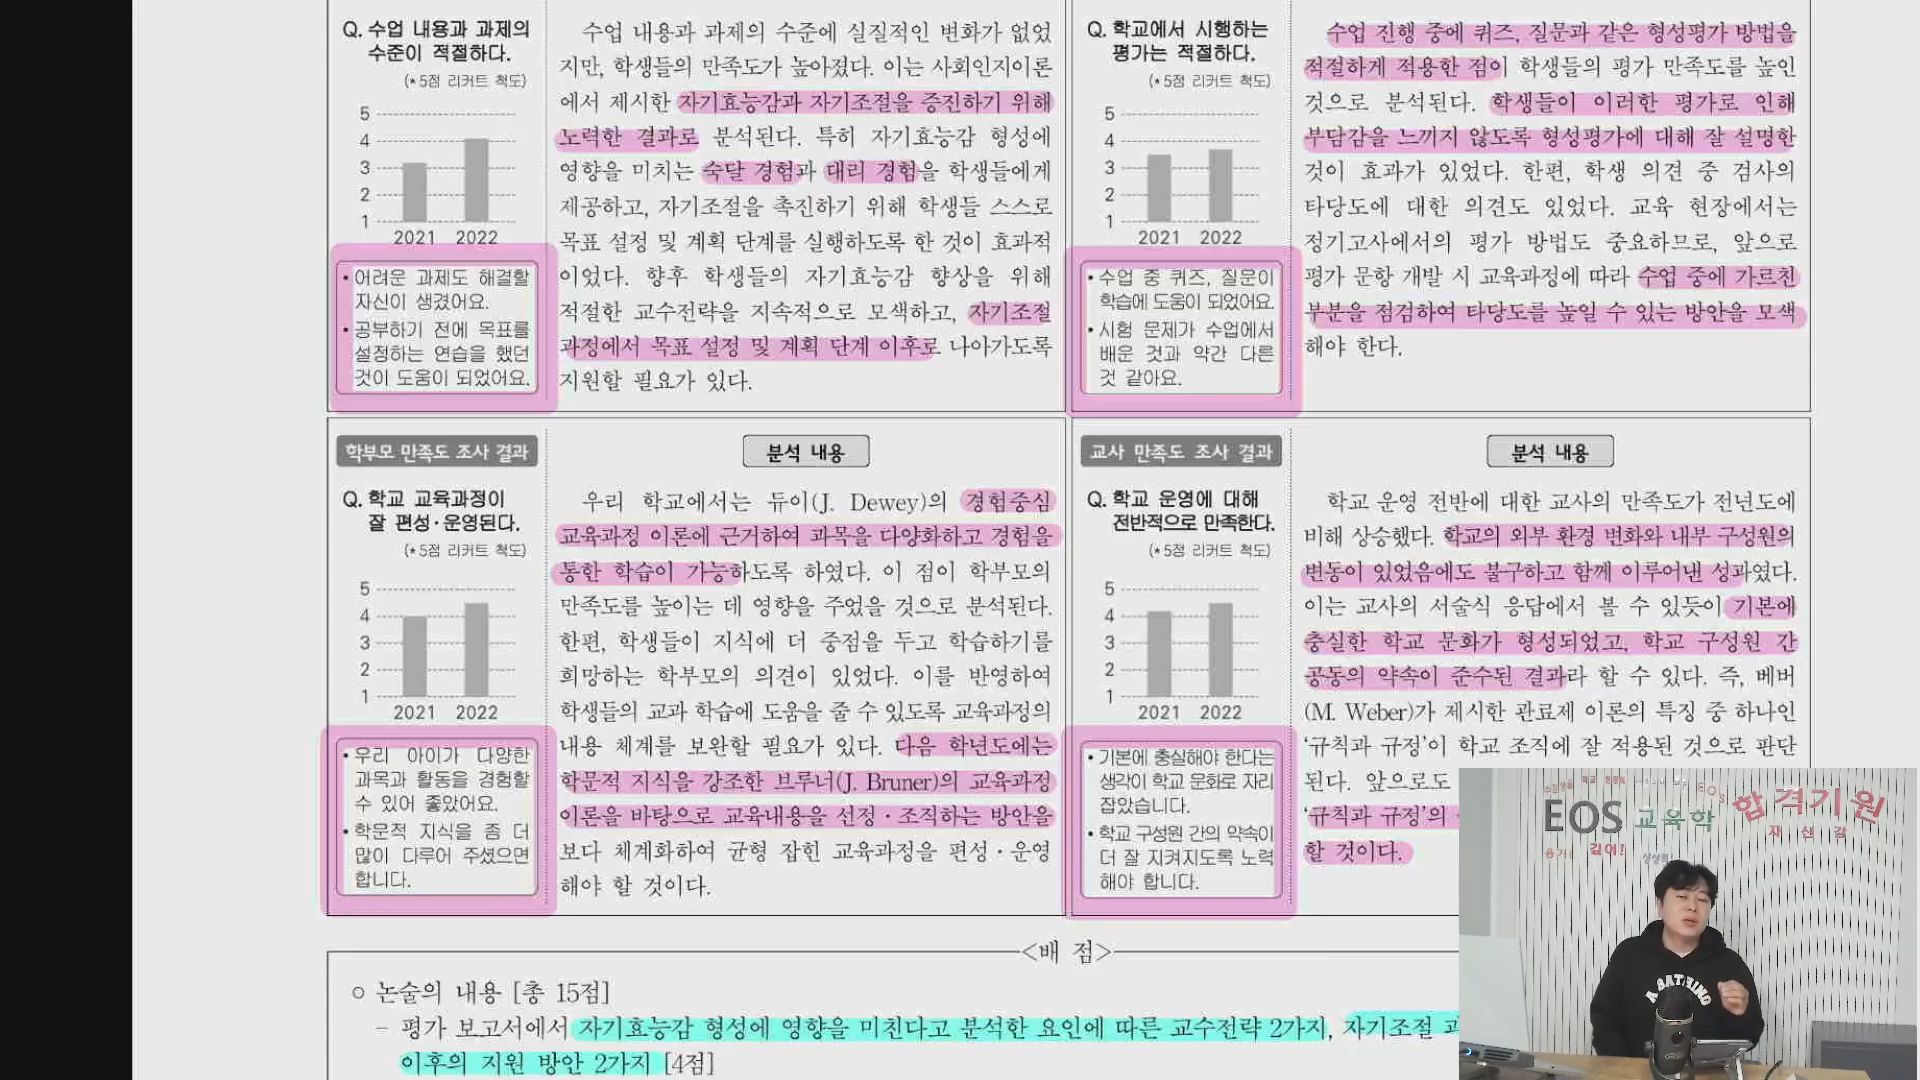 Q. 수업 내용과 과제의
수준이 적절하다.
(* 5점 리커트 척도)
5
4
3
2
1
2021 2022
• 어려운 과제도 해결할
자신이 생겼어요.
• 공부하기 전에 목표를
설정하는 연습을 했던
것이 도움이 되었어요.
수업 내용과 과제의 수준에 실질적인 변화가 없었
지만, 학생들의 만족도가 높아졌다. 이는 사회인지이론
에서 제시한 자기효능감과 자기조절을 증진하기 위해
노력한 결과로 분석된다. 특히 자기효능감 형성에
영향을 미치는 숙달 경험과 대리 경험을 학생들에게
제공하고, 자기조절을 촉진하기 위해 학생들 스스로
목표 설정 및 계획 단계를 실행하도록 한 것이 효과적
이었다. 향후 학생들의 자기효능감 향상을 위해
적절한 교수전략을 지속적으로 모색하고, 자기조절
과정에서 목표 설정 및 계획 단계 이후로 나아가도록
지원할 필요가 있다.
Q. 학교에서 시행하는
평가는 적절하다.
(* 5점 리커트 척도)
5
4
3
2
1
2021 2022
• 수업 중 퀴즈, 질문이
학습에 도움이 되었어요.
• 시험 문제가 수업에서
배운 것과 약간 다른
것 같아요.
수업 진행 중에 퀴즈, 질문과 같은 형성평가 방법을
적절하게 적용한 점이 학생들의 평가 만족도를 높인
것으로 분석된다. 학생들이 이러한 평가로 인해
부담감을 느끼지 않도록 형성평가에 대해 잘 설명한
것이 효과가 있었다. 한편, 학생 의견 중 검사의
타당도에 대한 의견도 있었다. 교육 현장에서는
정기고사에서의 평가 방법도 중요하므로, 앞으로
평가 문항 개발 시 교육과정에 따라 수업 중에 가르친
부분을 점검하여 타당도를 높일 수 있는 방안을 모색
해야 한다.
학부모 만족도 조사 결과
분석 내용
Q. 학교 교육과정이
잘 편성·운영된다.
(* 5점 리커트 척도)
5
4
3
2
1
2021 2022
• 우리 아이가 다양한
과목과 활동을 경험할
수 있어 좋았어요.
• 학문적 지식을 좀 더
많이 다루어 주셨으면
합니다.
우리 학교에서는 듀이(J. Dewey)의 경험중심
교육과정 이론에 근거하여 과목을 다양화하고 경험을
통한 학습이 가능하도록 하였다. 이 점이 학부모의
만족도를 높이는 데 영향을 주었을 것으로 분석된다.
한편, 학생들이 지식에 더 중점을 두고 학습하기를
희망하는 학부모의 의견이 있었다. 이를 반영하여
학생들의 교과 학습에 도움을 줄 수 있도록 교육과정의
내용 체계를 보완할 필요가 있다. 다음 학년도에는
학문적 지식을 강조한 브루너(J. Bruner)의 교육과정
이론을 바탕으로 교육내용을 선정·조직하는 방안을
보다 체계화하여 균형 잡힌 교육과정을 편성·운영
해야 할 것이다.
교사 만족도 조사 결과
분석 내용
Q. 학교 운영에 대해
전반적으로 만족한다.
(* 5점 리커트 척도)
5
4
3
2
1
2021 2022
• 기본에 충실해야 한다는
생각이 학교 문화로 자리
잡았습니다.
• 학교 구성원 간의 약속이
더 잘 지켜지도록 노력
해야 합니다.
학교 운영 전반에 대한 교사의 만족도가 전년도에
비해 상승했다. 학교의 외부 환경 변화와 내부 구성원의
변동이 있었음에도 불구하고 함께 이루어낸 성과였다.
이는 교사의 서술식 응답에서 볼 수 있듯이 기본에
충실한 학교 문화가 형성되었고, 학교 구성원 간
공동의 약속이 준수된 결과라 할 수 있다. 즉, 베버
(M. Weber)가 제시한 관료제 이론의 특징 중 하나인
'규칙과 규정'이 학교 조직에 잘 적용된 것으로 판단
된다. 앞으로도
'규칙과 규정'의
할 것이다.
<배 점>
○ 논술의 내용 [총 15점]
- 평가 보고서에서 자기효능감 형성에 영향을 미친다고 분석한 요인에 따른 교수전략 2가지, 자기조절
이후의 지원 방안 2가지 [4점]
EOS 교육학
합격기원
자신감
길어!
EOS
A BATHING